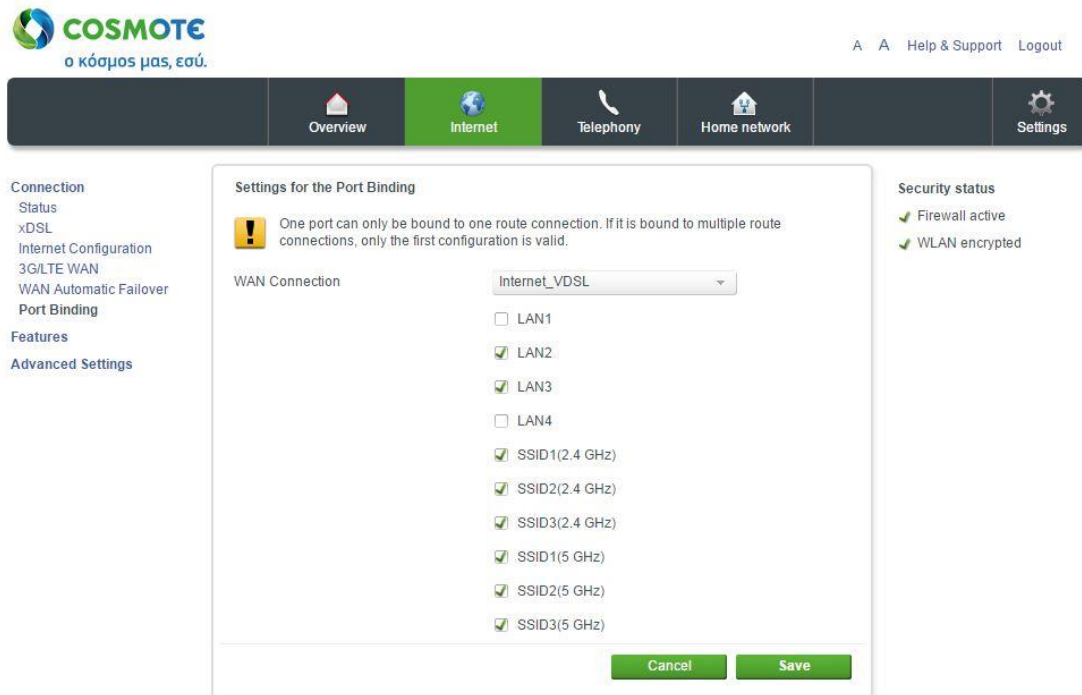 COSMOTE
ο κόσμος μας, εσύ.
A A Help & Support Logout
Overview
Internet
Telephony
Home network
Settings
Connection
Status
xDSL
Internet Configuration
3G/LTE WAN
WAN Automatic Failover
Port Binding
Features
Advanced Settings
Settings for the Port Binding
One port can only be bound to one route connection. If it is bound to multiple route
connections, only the first configuration is valid.
WAN Connection
Internet_VDSL
LAN1
LAN2
LAN3
LAN4
SSID1(2.4 GHz)
SSID2(2.4 GHz)
SSID3(2.4 GHz)
SSID1(5 GHz)
SSID2(5 GHz)
SSID3(5 GHz)
Cancel
Save
Security status
Firewall active
WLAN encrypted